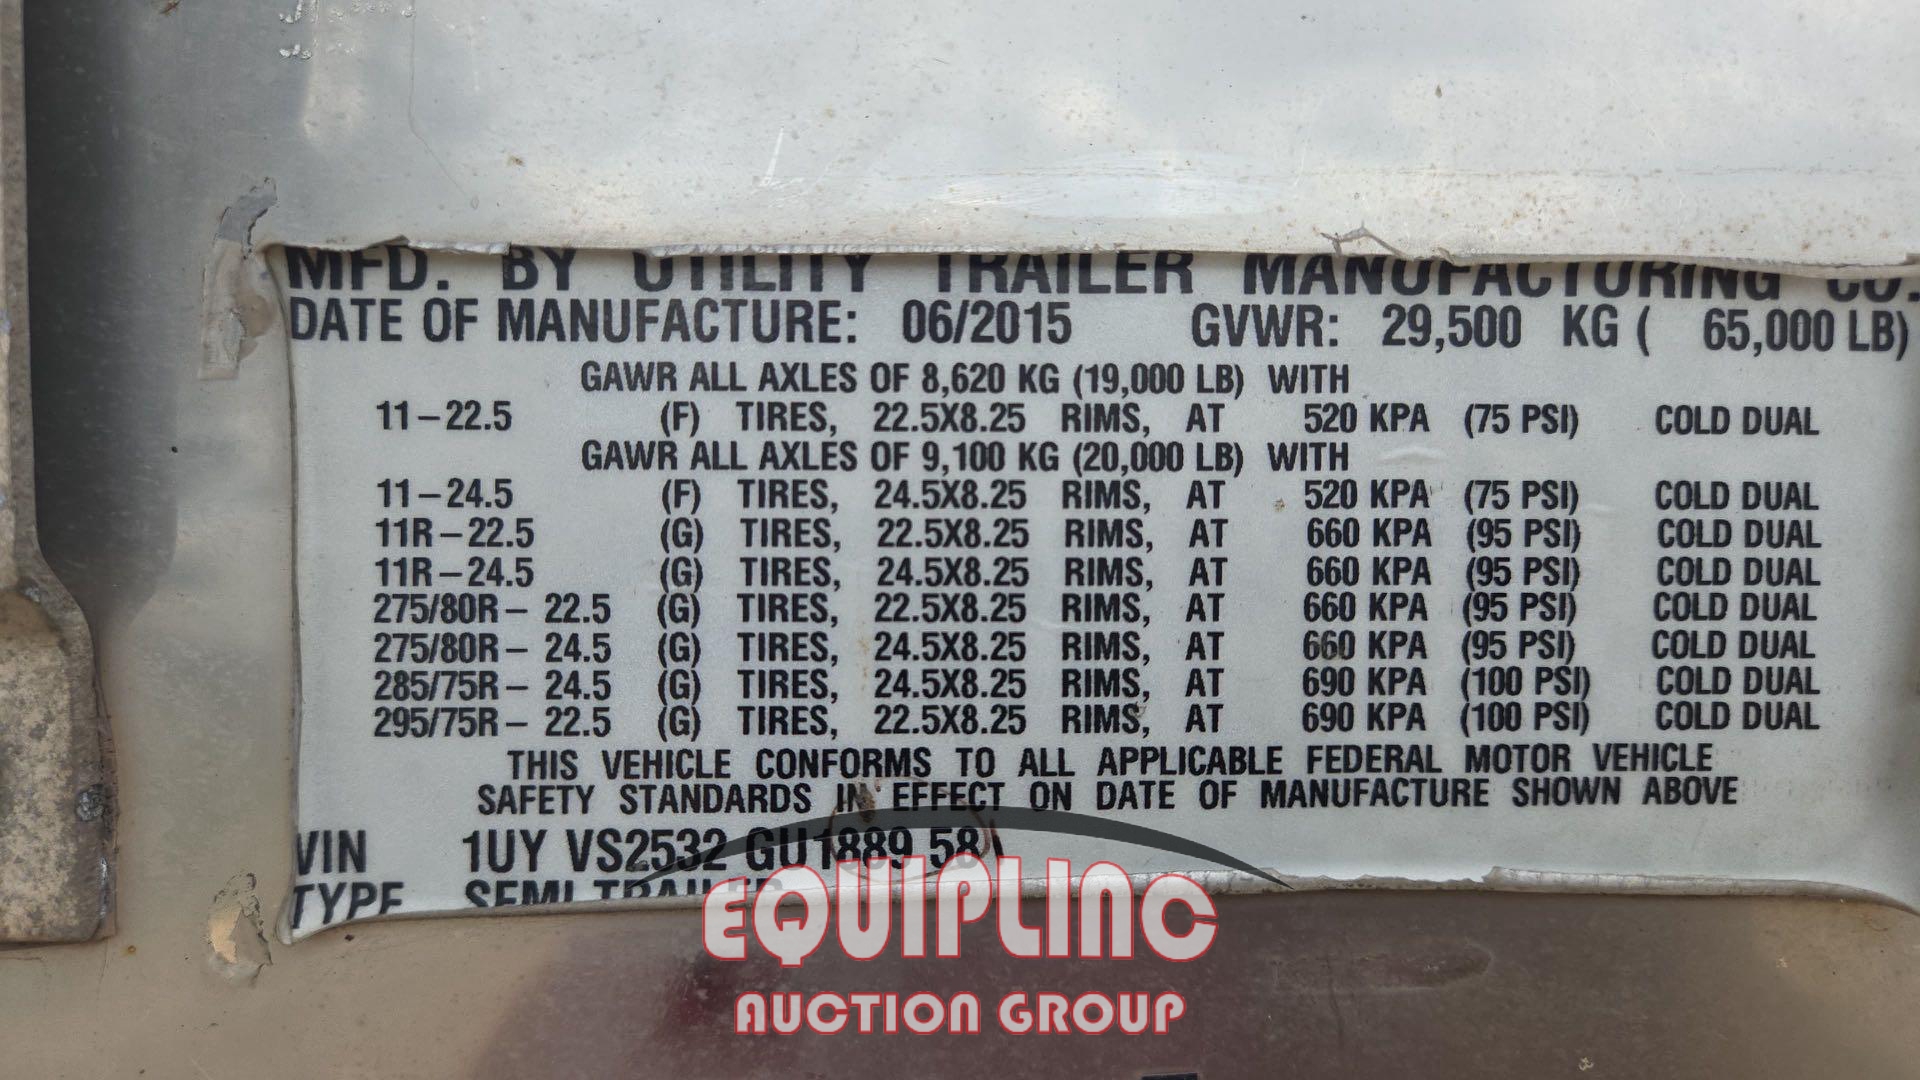 MFD. BY UTILITY TRAILER MANUFACTURING CO.
DATE OF MANUFACTURE: 06/2015 GVWR: 29,500 KG ( 65,000 LB)
GAWR ALL AXLES OF 8,620 KG (19,000 LB) WITH
11-22.5 (F) TIRES, 22.5X8.25 RIMS, AT 520 KPA (75 PSI) COLD DUAL
GAWR ALL AXLES OF 9,100 KG (20,000 LB) WITH
11-24.5 (F) TIRES, 24.5X8.25 RIMS, AT 520 KPA (75 PSI) COLD DUAL
11R-22.5 (G) TIRES, 22.5X8.25 RIMS, AT 660 KPA (95 PSI) COLD DUAL
11R-24.5 (G) TIRES, 24.5X8.25 RIMS, AT 660 KPA (95 PSI) COLD DUAL
275/80R- 22.5 (G) TIRES, 22.5X8.25 RIMS, AT 660 KPA (95 PSI) COLD DUAL
275/80R- 24.5 (G) TIRES, 24.5X8.25 RIMS, AT 660 KPA (95 PSI) COLD DUAL
285/75R- 24.5 (G) TIRES, 24.5X8.25 RIMS, AT 690 KPA (100 PSI) COLD DUAL
295/75R- 22.5 (G) TIRES, 22.5X8.25 RIMS, AT 690 KPA (100 PSI) COLD DUAL
THIS VEHICLE CONFORMS TO ALL APPLICABLE FEDERAL MOTOR VEHICLE
SAFETY STANDARDS IN EFFECT ON DATE OF MANUFACTURE SHOWN ABOVE
VIN 1UY VS2532 GU1889 58
TYPE SEMI TRAILER
EQUIPLINC
AUCTION GROUP